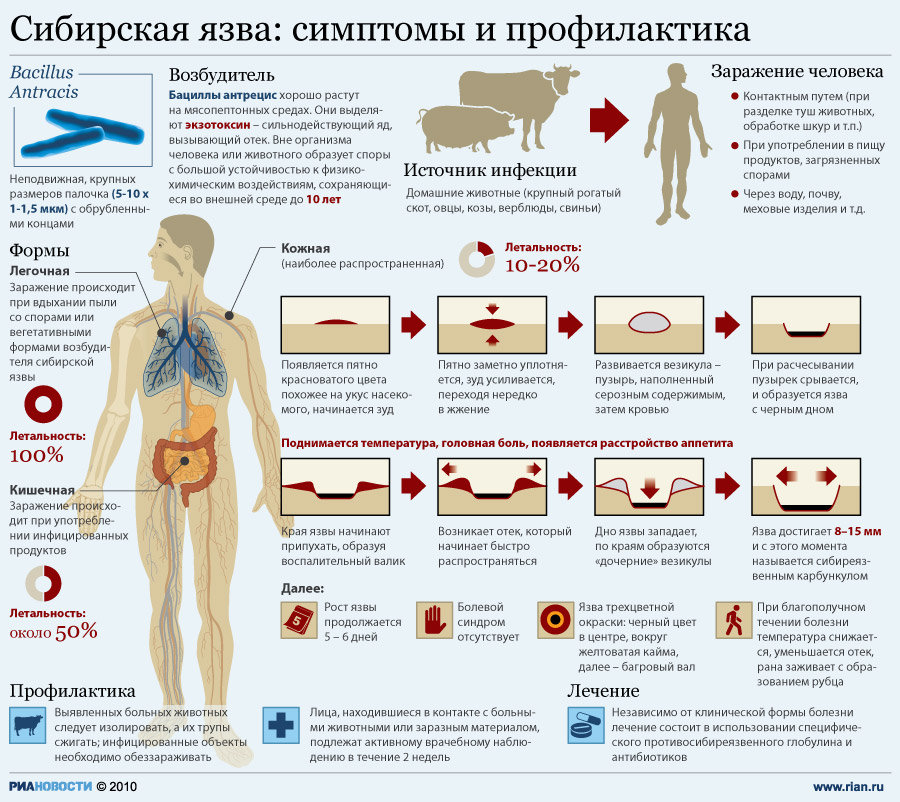 Сибирская язва: симптомы и профилактика
Bacillus
Antracis
Неподвижная, крупных
размеров палочка (5-10 х
1-1,5 мкм) с обрубленны-
ми концами
Возбудитель
Бациллы антрецис хорошо растут
на мясопептонных средах. Они выделя-
ют экзотоксин – сильнодействующий яд,
вызывающий отек. Вне организма
человека или животного образует споры
с большой устойчивостью к физико-
химическим воздействиям, сохраняющи-
еся во внешней среде до 10 лет
Источник инфекции
Домашние животные (крупный рогатый
скот, овцы, козы, верблюды, свиньи)
Заражение человека
Контактным путем (при
разделке туш животных,
обработке шкур и т.п.)
При употреблении в пищу
продуктов, загрязненных
спорами
Через воду, почву,
меховые изделия и т.д.
Формы
Легочная
Заражение происходит
при вдыхании пыли
со спорами или
вегетативными
формами возбуди-
теля сибирской
язвы
Летальность:
100%
Кишечная
Заражение происхо-
дит при употребле-
нии инфицированных
продуктов
Летальность:
около 50%
Кожная
(наиболее распространенная)
Летальность:
10-20%
Появляется пятно
красноватого цвета
похожее на укус насеко-
мого, начинается зуд
Пятно заметно уплотня-
ется, зуд усиливается,
переходя нередко
в жжение
Развивается везикула –
пузырь, наполненный
серозным содержимым,
затем кровью
При расчесывании
пузырек срывается,
и образуется язва
с черным дном
Поднимается температура, головная боль, появляется расстройство аппетита
Края язвы начинают
припухать, образуя
воспалительный валик
Возникает отек, который
начинает быстро
распространяться
Дно язвы западает,
по краям образуются
«дочерние» везикулы
Язва достигает 8–15 мм
и с этого момента
называется сибиреяз-
венным карбункулом
Далее:
5
Рост язвы
продолжается
5 – 6 дней
Болевой
синдром
отсутствует
Язва трехцветной
окраски: черный цвет
в центре, вокруг
желтоватая кайма,
далее – багровый вал
При благополучном
течении болезни
температура снижает-
ся, уменьшается отек,
рана заживает с обра-
зованием рубца
Профилактика
Выявленных больных животных
следует изолировать, а их трупы
сжигать; инфицированные объекты
необходимо обеззараживать
Лица, находившиеся в контакте с больны-
ми животными или заразным материалом,
подлежат активному врачебному наблю-
дению в течение 2 недель
Лечение
Независимо от клинической формы болезни
лечение состоит в использовании специфиче-
ского противосибиреязвенного глобулина и
антибиотиков
РИАНОВОСТИ © 2010
www.rian.ru